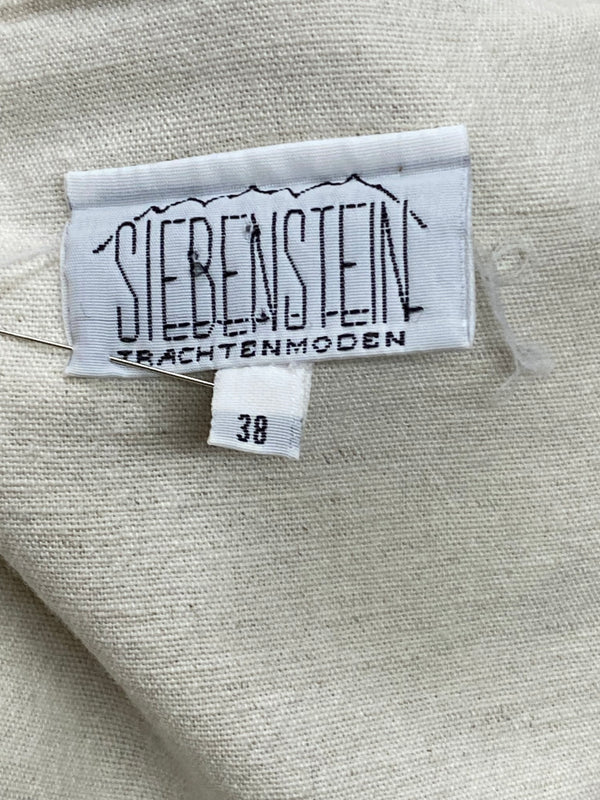 SIEBENSTEIN
TRACHTENMODEN
38